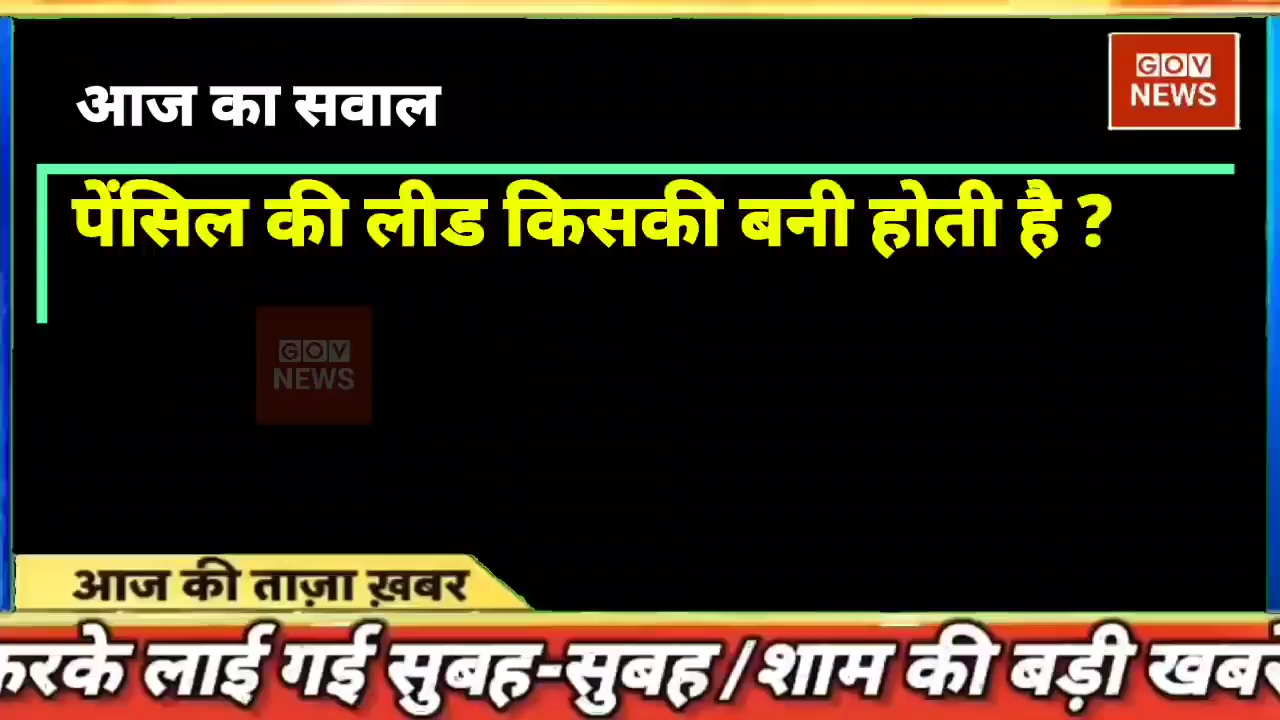 आज का सवाल
GOV
NEWS
पेंसिल की लीड किसकी बनी होती है ?
GOV
NEWS
आज की ताज़ा ख़बर
करके लाई गई सुबह-सुबह/शाम की बड़ी खबरे